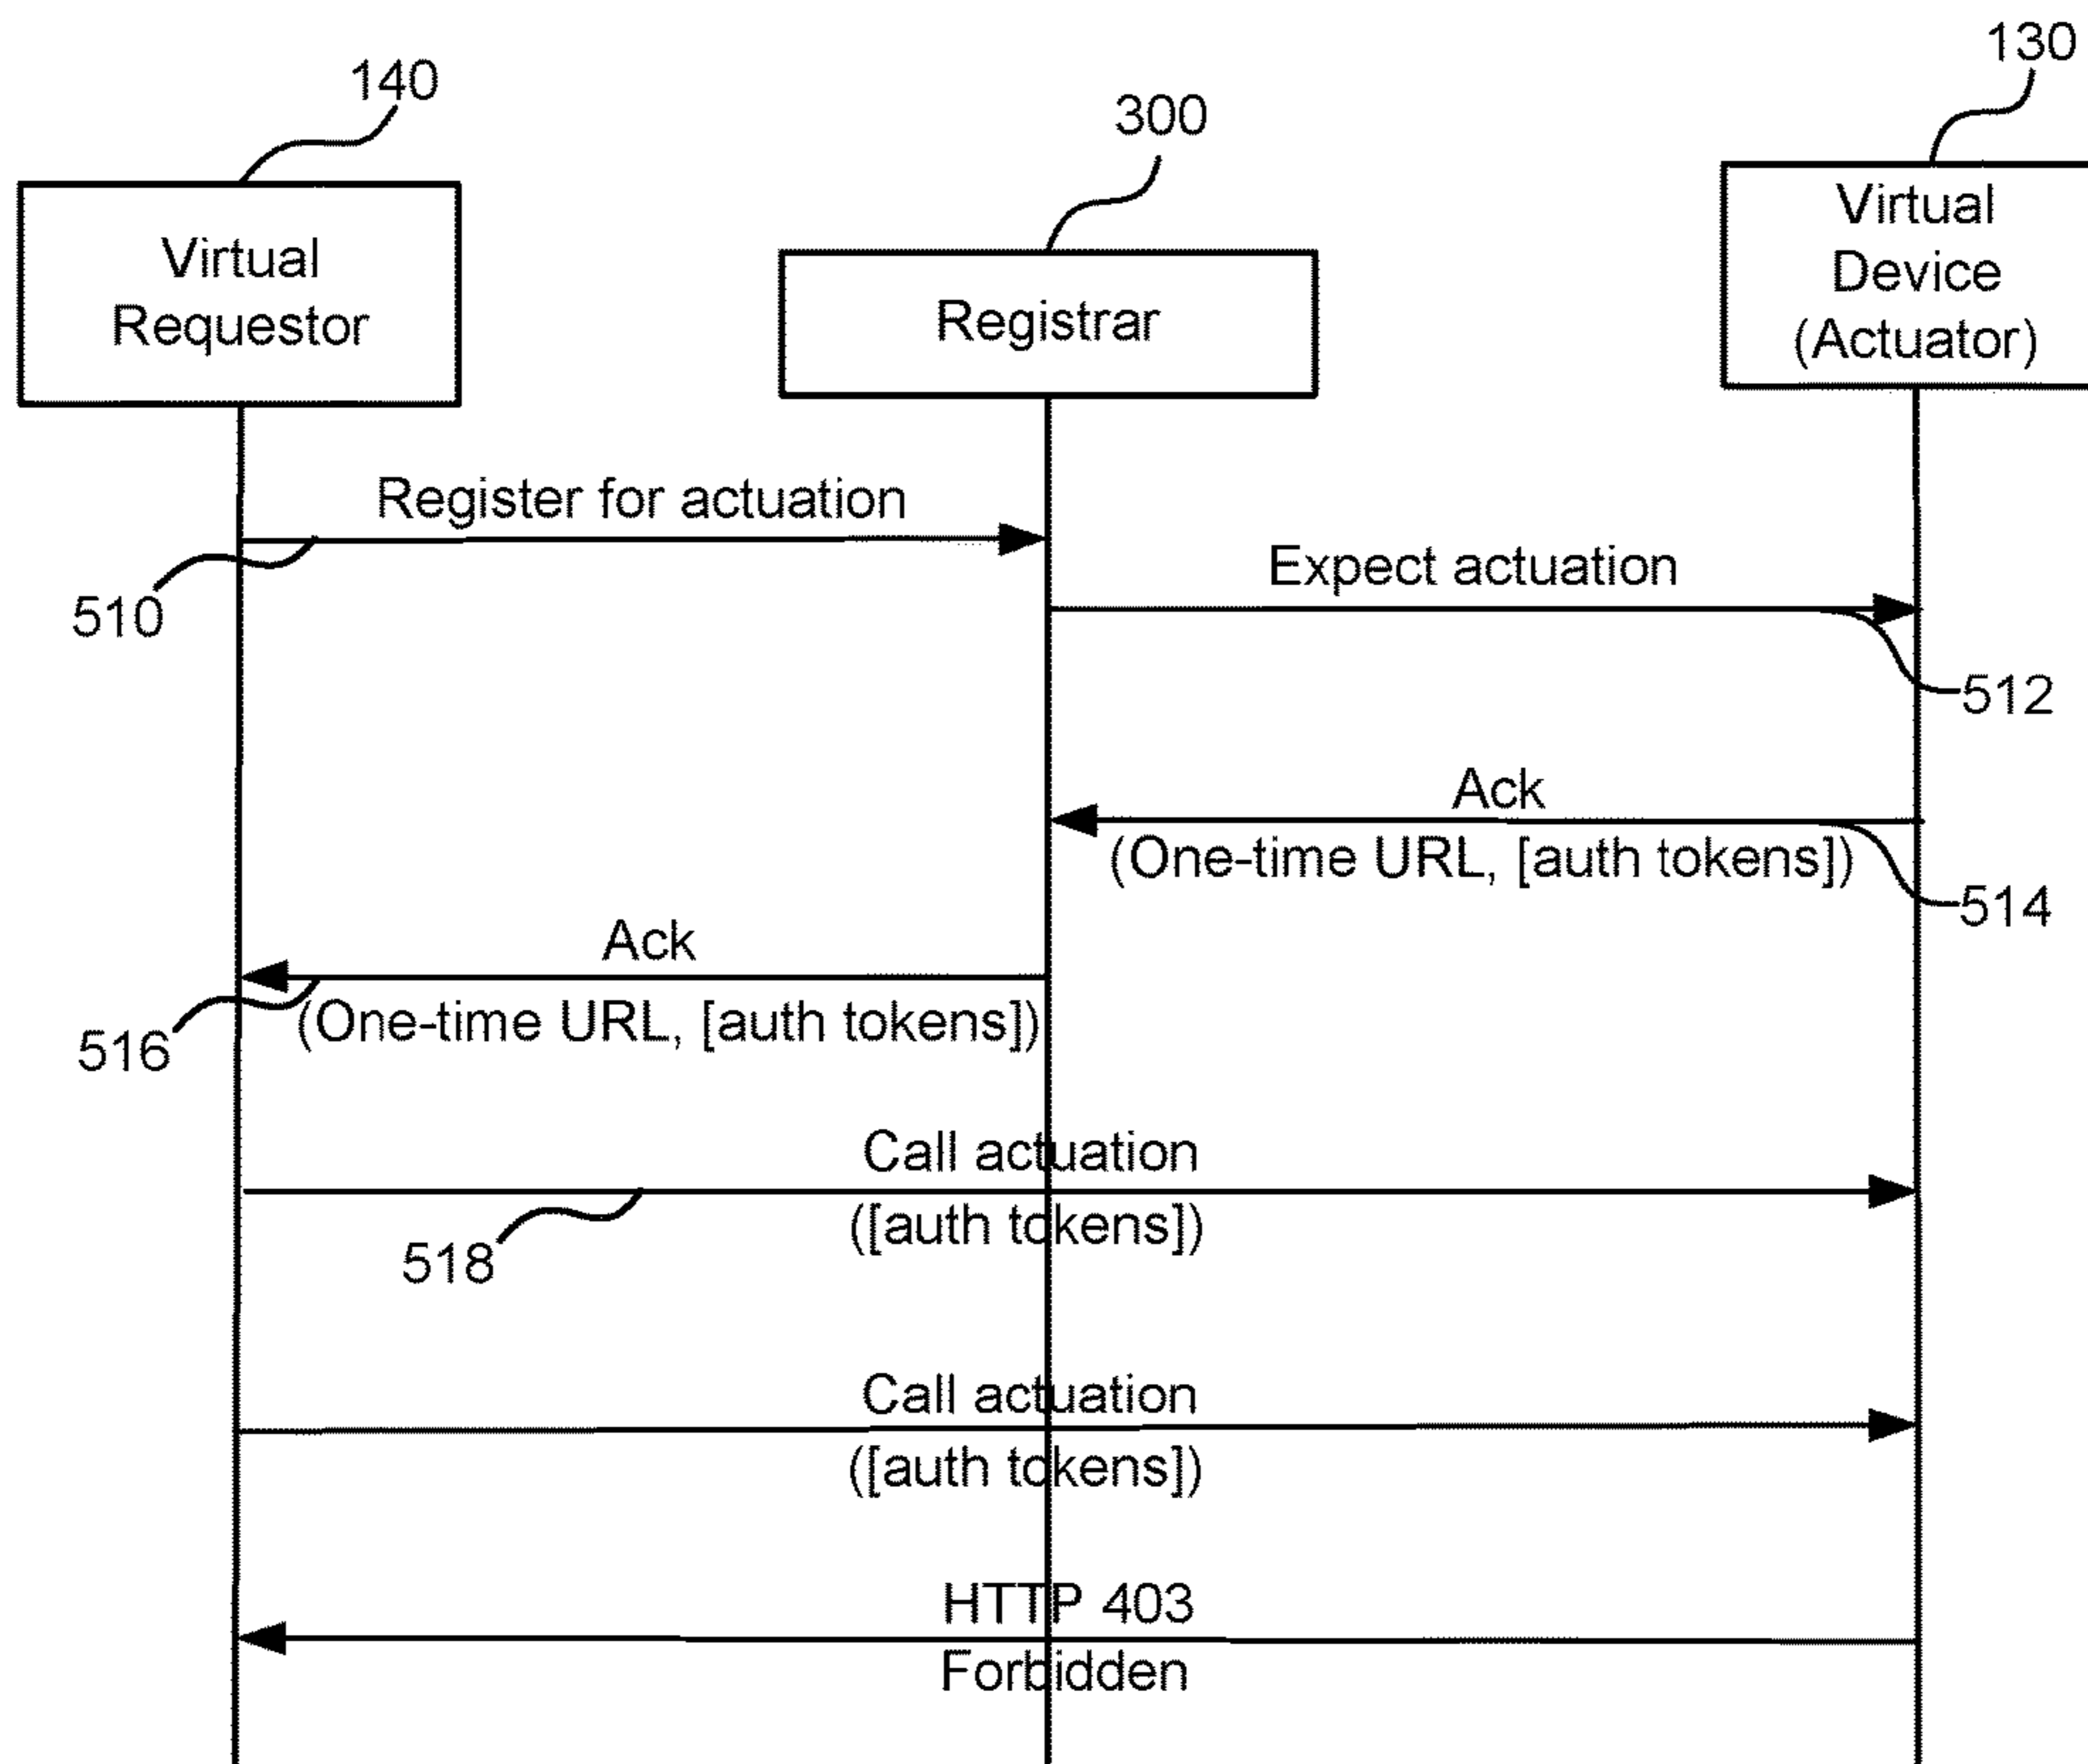 130
140
300
Virtual
Requestor
Registrar
Virtual
Device
(Actuator)
Register for actuation
510
Expect actuation
512
Ack
(One-time URL, [auth tokens])
514
Ack
(One-time URL, [auth tokens])
516
Call actuation
([auth tokens])
518
Call actuation
([auth tokens])
HTTP 403
Forbidden